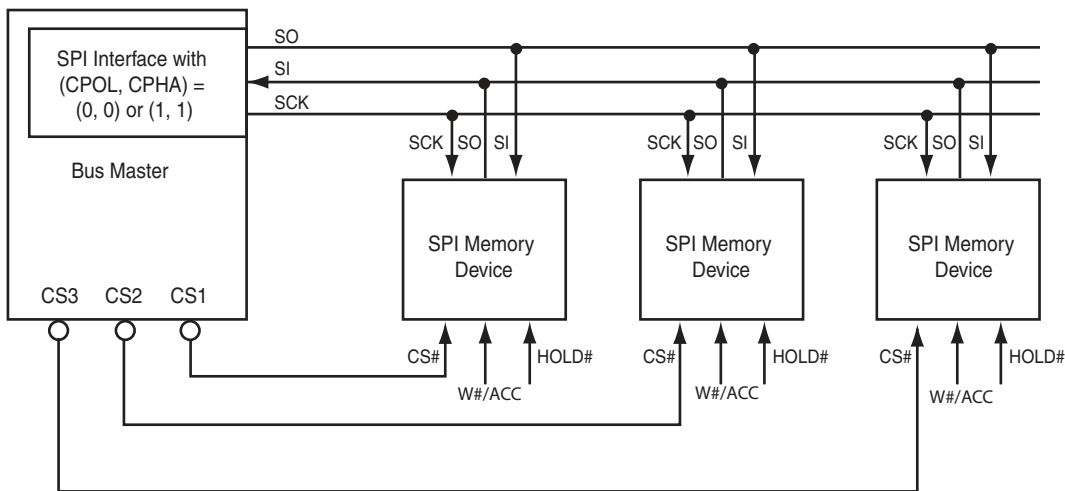 SO
SPI Interface with
(CPOL, CPHA) =
(0, 0) or (1, 1)
SI
SCK
Bus Master
SCK SO SI
SCK SO SI
SCK SO SI
SPI Memory
Device
SPI Memory
Device
SPI Memory
Device
CS3 CS2 CS1
CS# HOLD#
W#/ACC
CS# HOLD#
W#/ACC
CS# HOLD#
W#/ACC